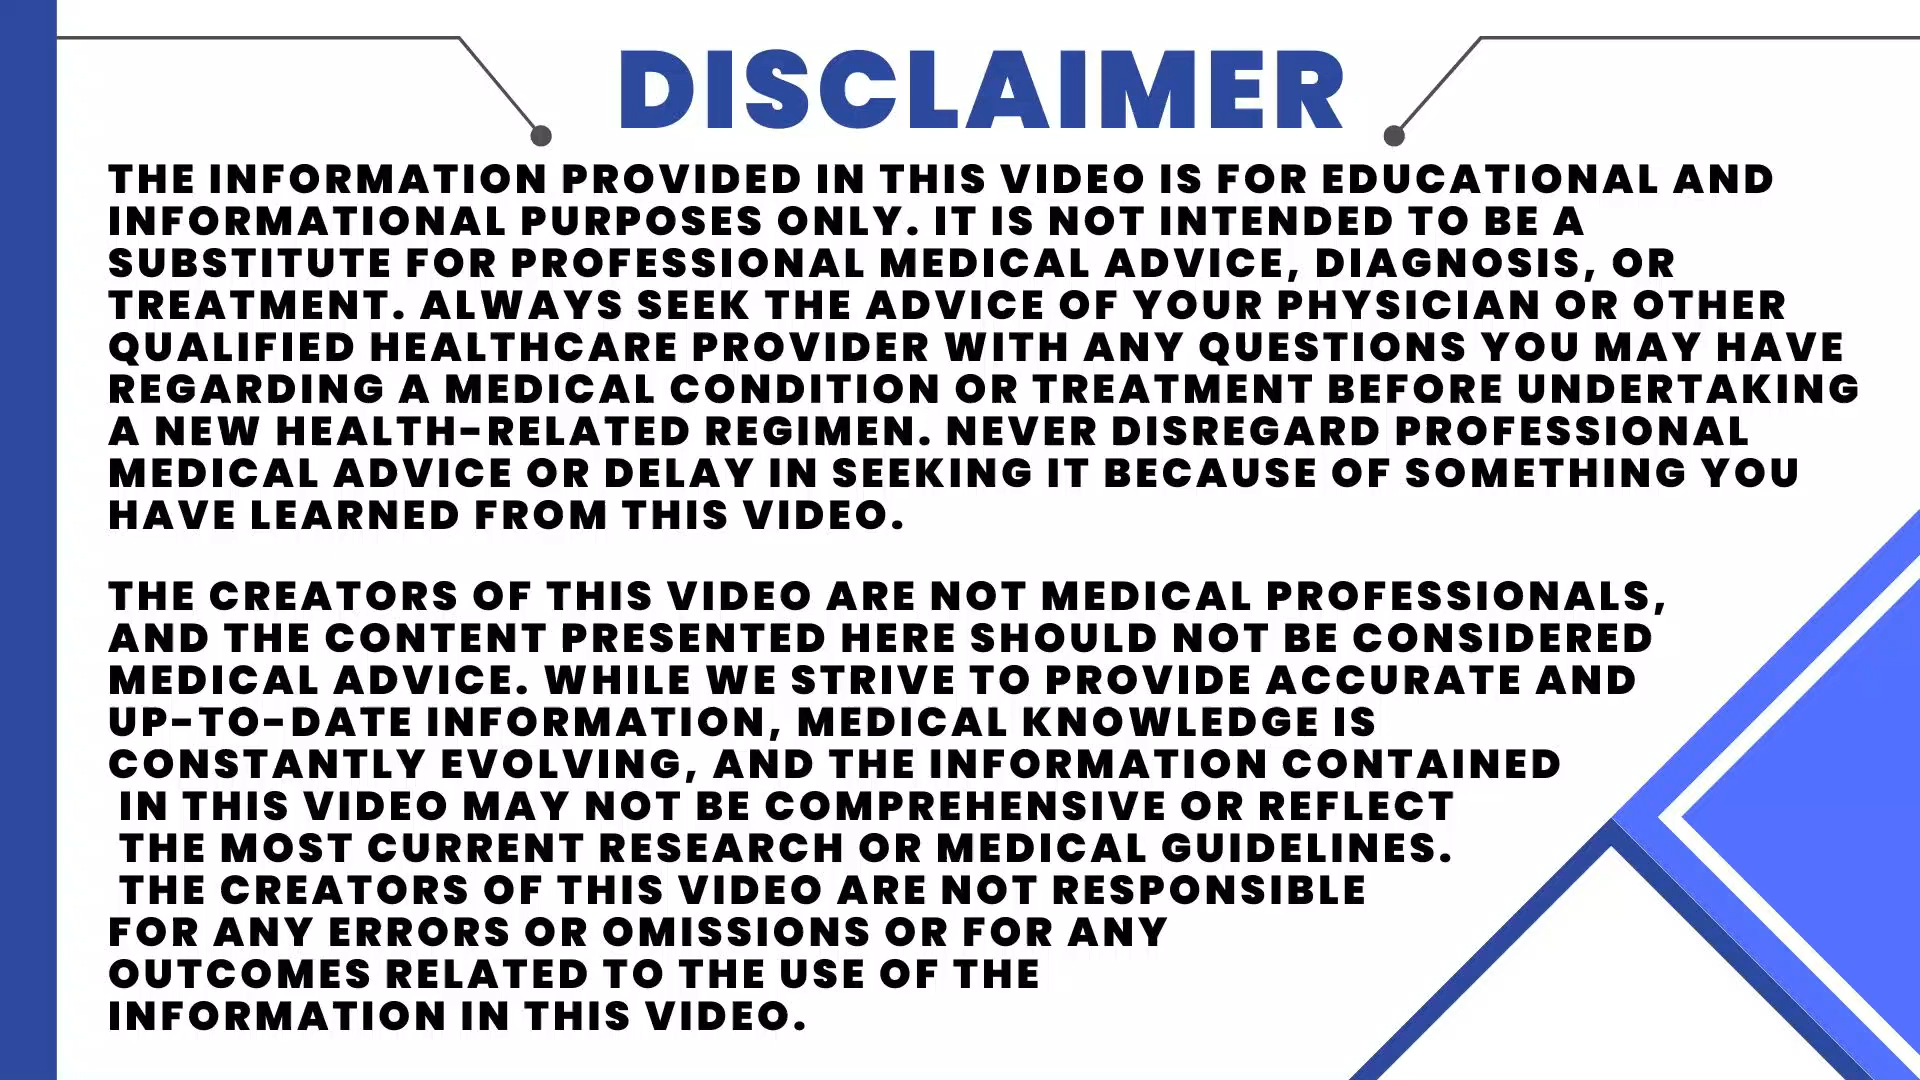 DISCLAIMER
THE INFORMATION PROVIDED IN THIS VIDEO IS FOR EDUCATIONAL AND
INFORMATIONAL PURPOSES ONLY. IT IS NOT INTENDED TO BE A
SUBSTITUTE FOR PROFESSIONAL MEDICAL ADVICE, DIAGNOSIS, OR
TREATMENT. ALWAYS SEEK THE ADVICE OF YOUR PHYSICIAN OR OTHER
QUALIFIED HEALTHCARE PROVIDER WITH ANY QUESTIONS YOU MAY HAVE
REGARDING A MEDICAL CONDITION OR TREATMENT BEFORE UNDERTAKING
A NEW HEALTH-RELATED REGIMEN. NEVER DISREGARD PROFESSIONAL
MEDICAL ADVICE OR DELAY IN SEEKING IT BECAUSE OF SOMETHING YOU
HAVE LEARNED FROM THIS VIDEO.
THE CREATORS OF THIS VIDEO ARE NOT MEDICAL PROFESSIONALS,
AND THE CONTENT PRESENTED HERE SHOULD NOT BE CONSIDERED
MEDICAL ADVICE. WHILE WE STRIVE TO PROVIDE ACCURATE AND
UP-TO-DATE INFORMATION, MEDICAL KNOWLEDGE IS
CONSTANTLY EVOLVING, AND THE INFORMATION CONTAINED
IN THIS VIDEO MAY NOT BE COMPREHENSIVE OR REFLECT
THE MOST CURRENT RESEARCH OR MEDICAL GUIDELINES.
THE CREATORS OF THIS VIDEO ARE NOT RESPONSIBLE
FOR ANY ERRORS OR OMISSIONS OR FOR ANY
OUTCOMES RELATED TO THE USE OF THE
INFORMATION IN THIS VIDEO.